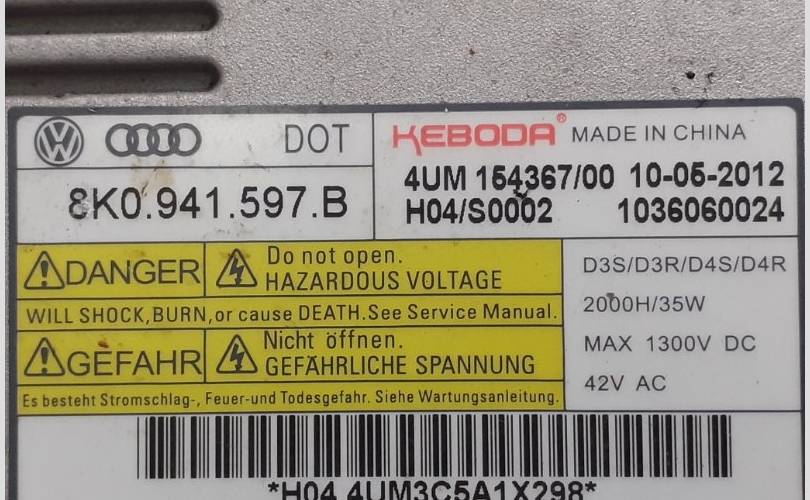 DOT
8K0.941.597.B
KEBODA® MADE IN CHINA
4UM 154367/00 10-05-2012
H04/S0002 1036060024
DANGER
Do not open.
HAZARDOUS VOLTAGE
WILL SHOCK,BURN,or cause DEATH.See Service Manual.
GEFAHR
Nicht öffnen.
GEFÄHRLICHE SPANNUNG
Es besteht Stromschlag-, Feuer-und Todesgefahr. Siehe Wartungsanleitung.
D3S/D3R/D4S/D4R
2000H/35W
MAX 1300V DC
42V AC
*H04 4UM3C5A1X298*